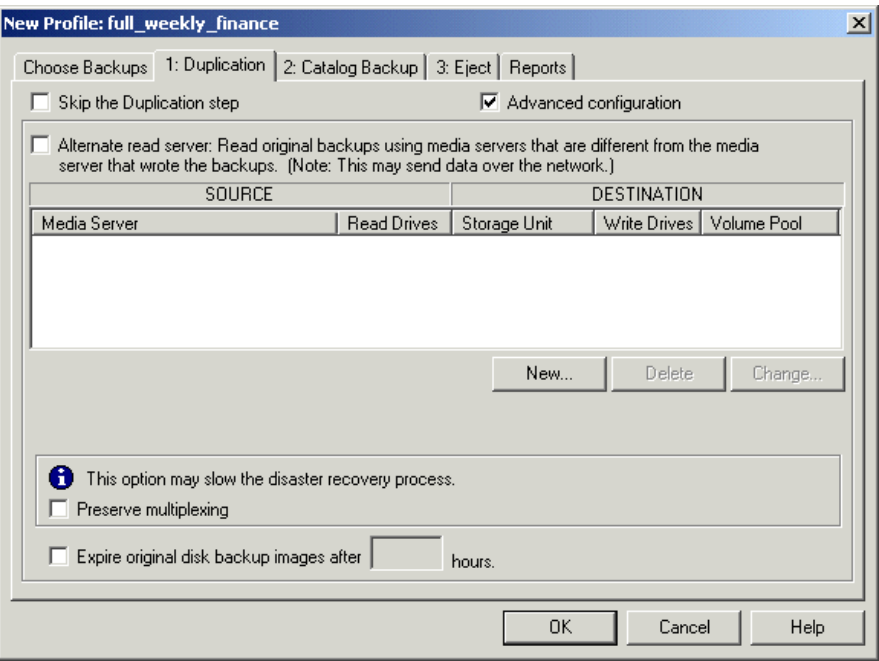 New Profile: full_weekly_finance
Choose Backups 1: Duplication 2: Catalog Backup 3: Eject Reports
Skip the Duplication step Advanced configuration
Alternate read server: Read original backups using media servers that are different from the media
server that wrote the backups. (Note: This may send data over the network.)
SOURCE DESTINATION
Media Server Read Drives Storage Unit Write Drives Volume Pool
New... Delete Change...
This option may slow the disaster recovery process.
Preserve multiplexing
Expire original disk backup images after hours.
OK Cancel Help